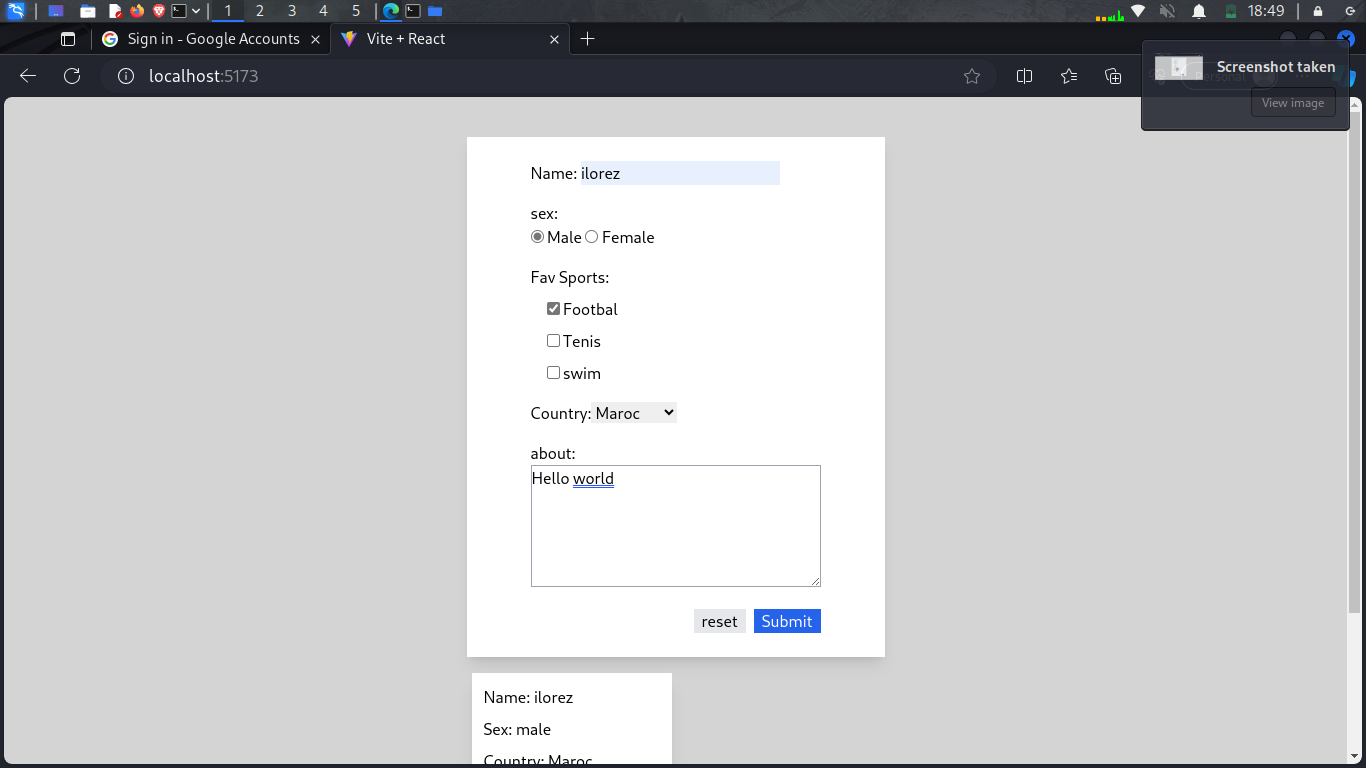 1 2 3 4 5 18:49
Sign in - Google Accounts Vite + React
localhost:5173
Screenshot taken
View image
Name: ilorez
sex:
Male Female
Fav Sports:
Footbal
Tenis
swim
Country: Maroc
about:
Hello world
reset Submit
Name: ilorez
Sex: male
Country: Maroc